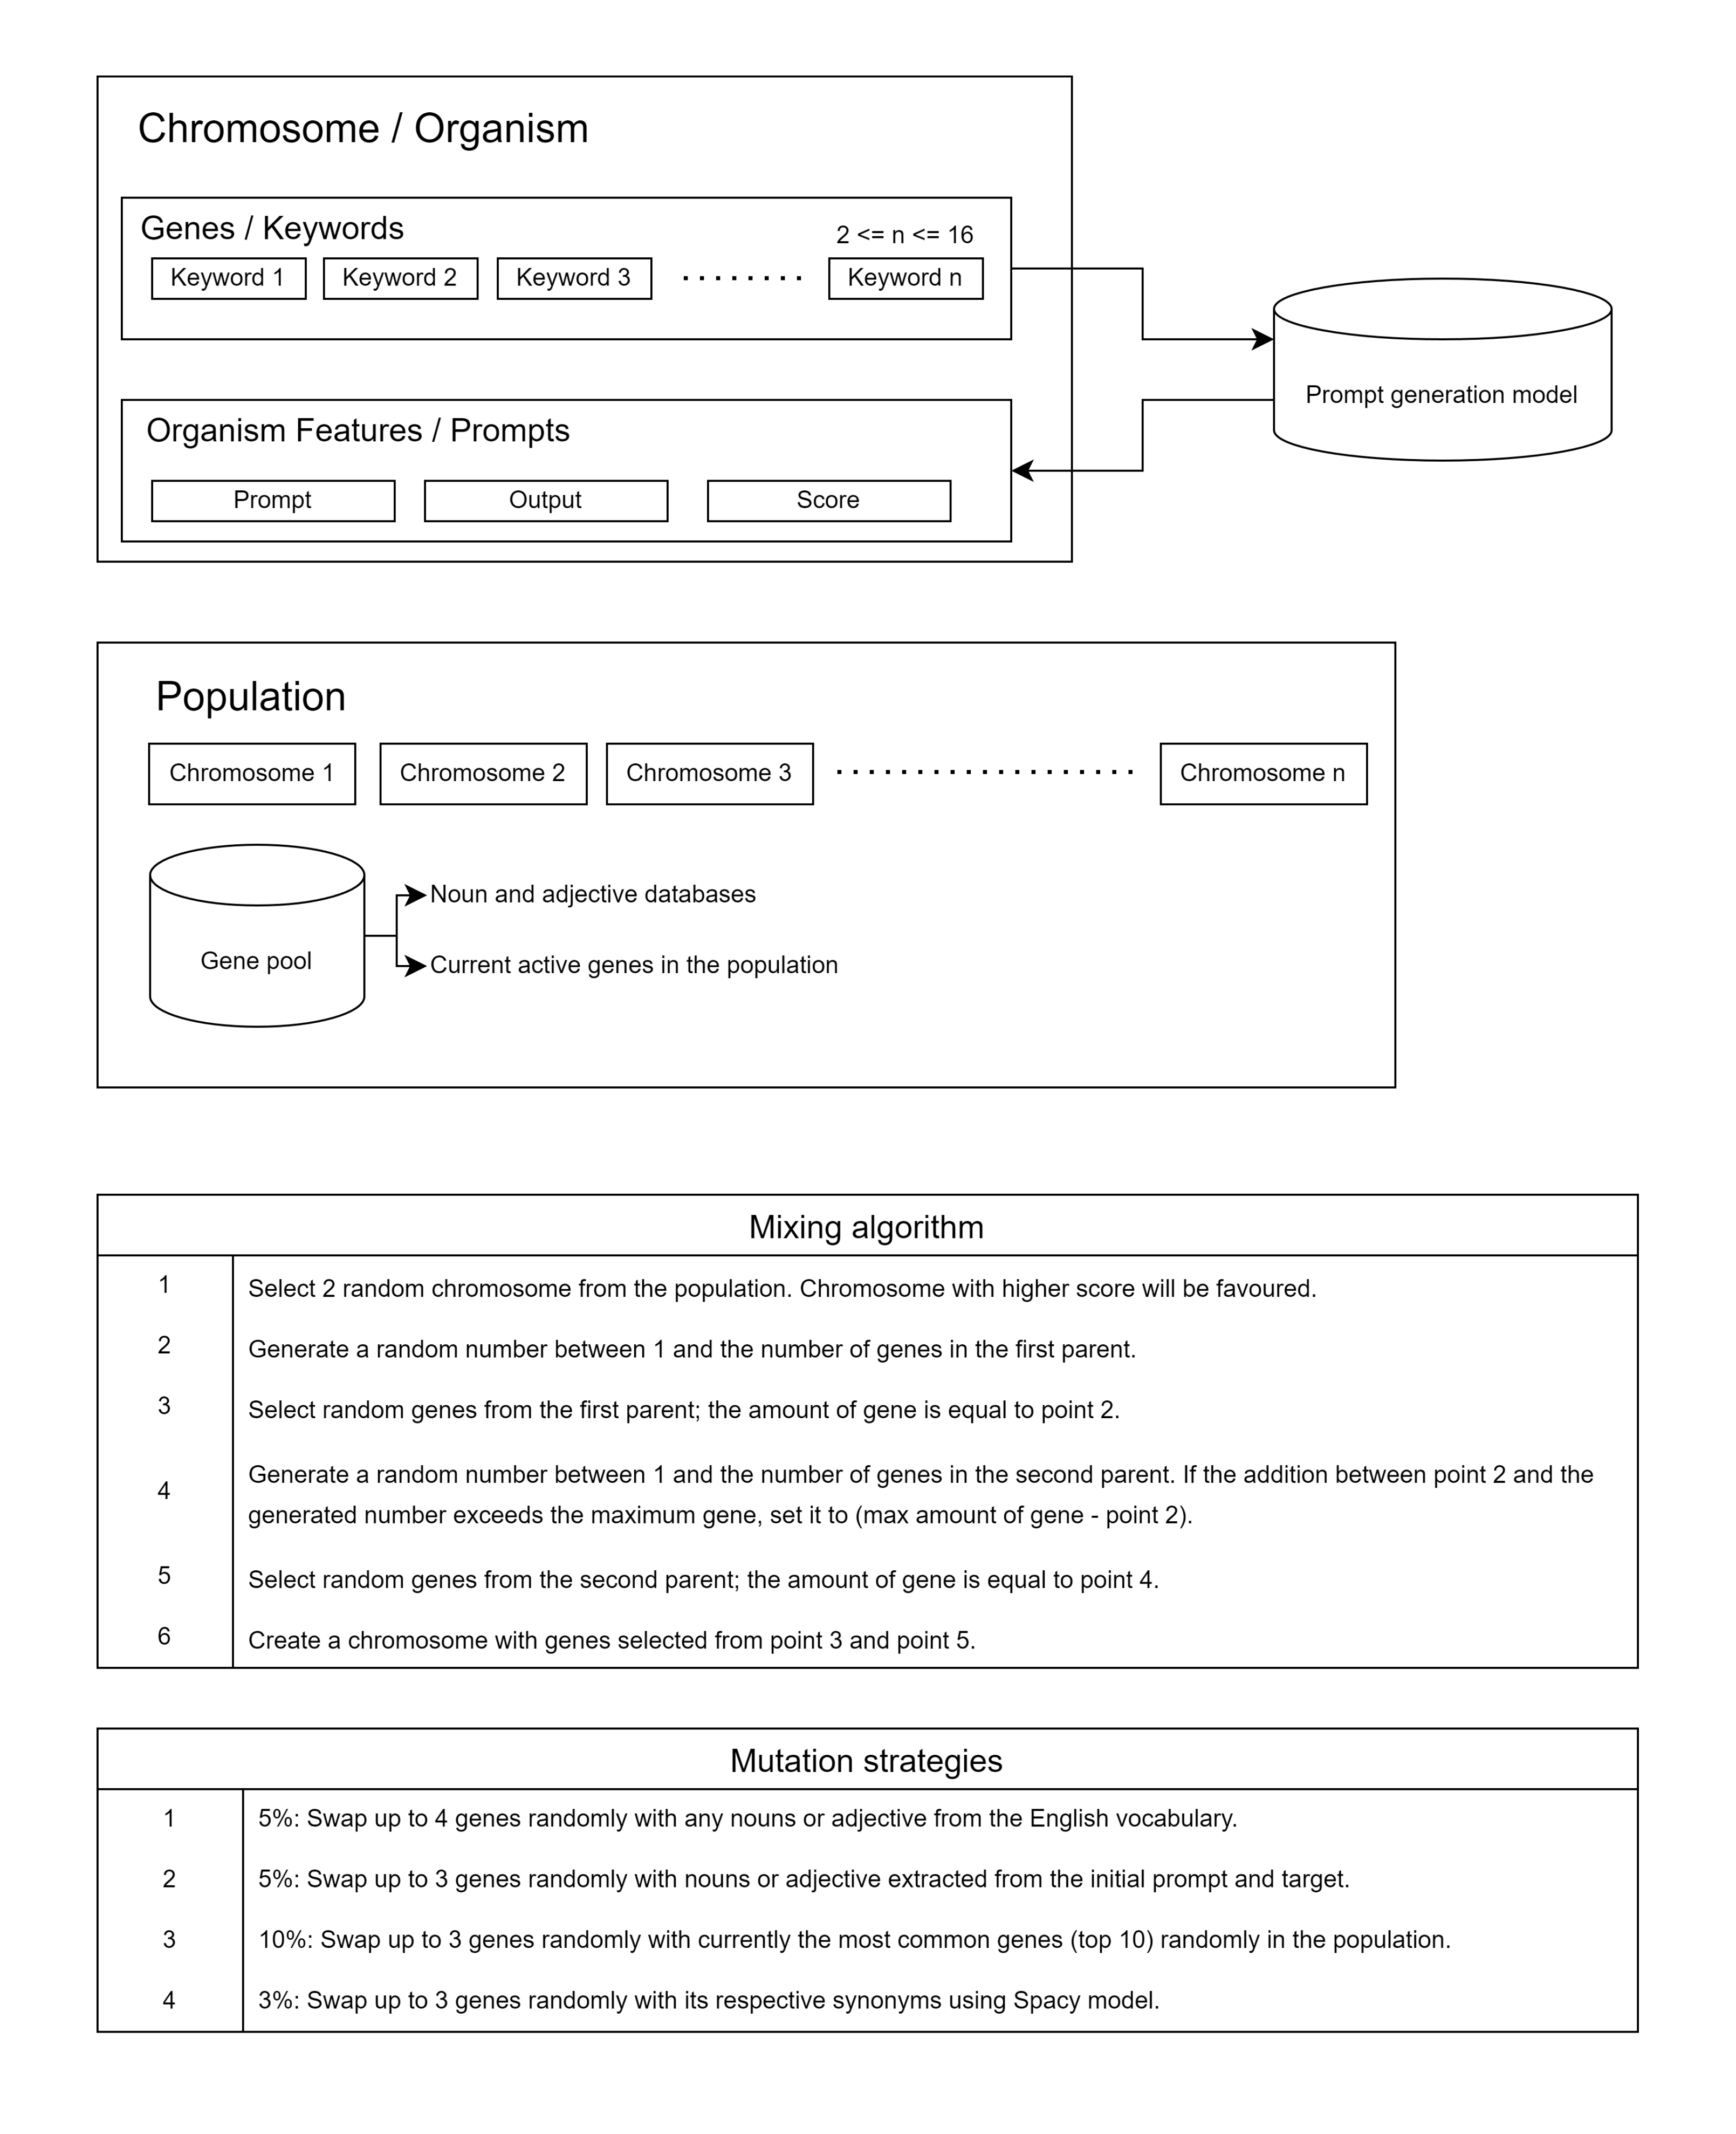 Chromosome / Organism
Genes / Keywords
2 <= n <= 16
Keyword 1
Keyword 2
Keyword 3
Keyword n
Prompt generation model
Organism Features / Prompts
Prompt
Output
Score
Population
Chromosome 1
Chromosome 2
Chromosome 3
Chromosome n
Gene pool
Noun and adjective databases
Current active genes in the population
Mixing algorithm
1 Select 2 random chromosome from the population. Chromosome with higher score will be favoured.
2 Generate a random number between 1 and the number of genes in the first parent.
3 Select random genes from the first parent; the amount of gene is equal to point 2.
4 Generate a random number between 1 and the number of genes in the second parent. If the addition between point 2 and the
generated number exceeds the maximum gene, set it to (max amount of gene - point 2).
5 Select random genes from the second parent; the amount of gene is equal to point 4.
6 Create a chromosome with genes selected from point 3 and point 5.
Mutation strategies
1 5%: Swap up to 4 genes randomly with any nouns or adjective from the English vocabulary.
2 5%: Swap up to 3 genes randomly with nouns or adjective extracted from the initial prompt and target.
3 10%: Swap up to 3 genes randomly with currently the most common genes (top 10) randomly in the population.
4 3%: Swap up to 3 genes randomly with its respective synonyms using Spacy model.